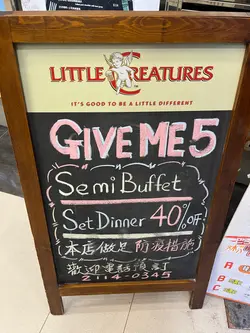 LITTLE CREATURES
IT'S GOOD TO BE A LITTLE DIFFERENT
GIVE ME 5
Semi Buffet
Set Dinner 40% off
本店做足防疫措施
歡迎電話預訂
2114-0345
A
B
C